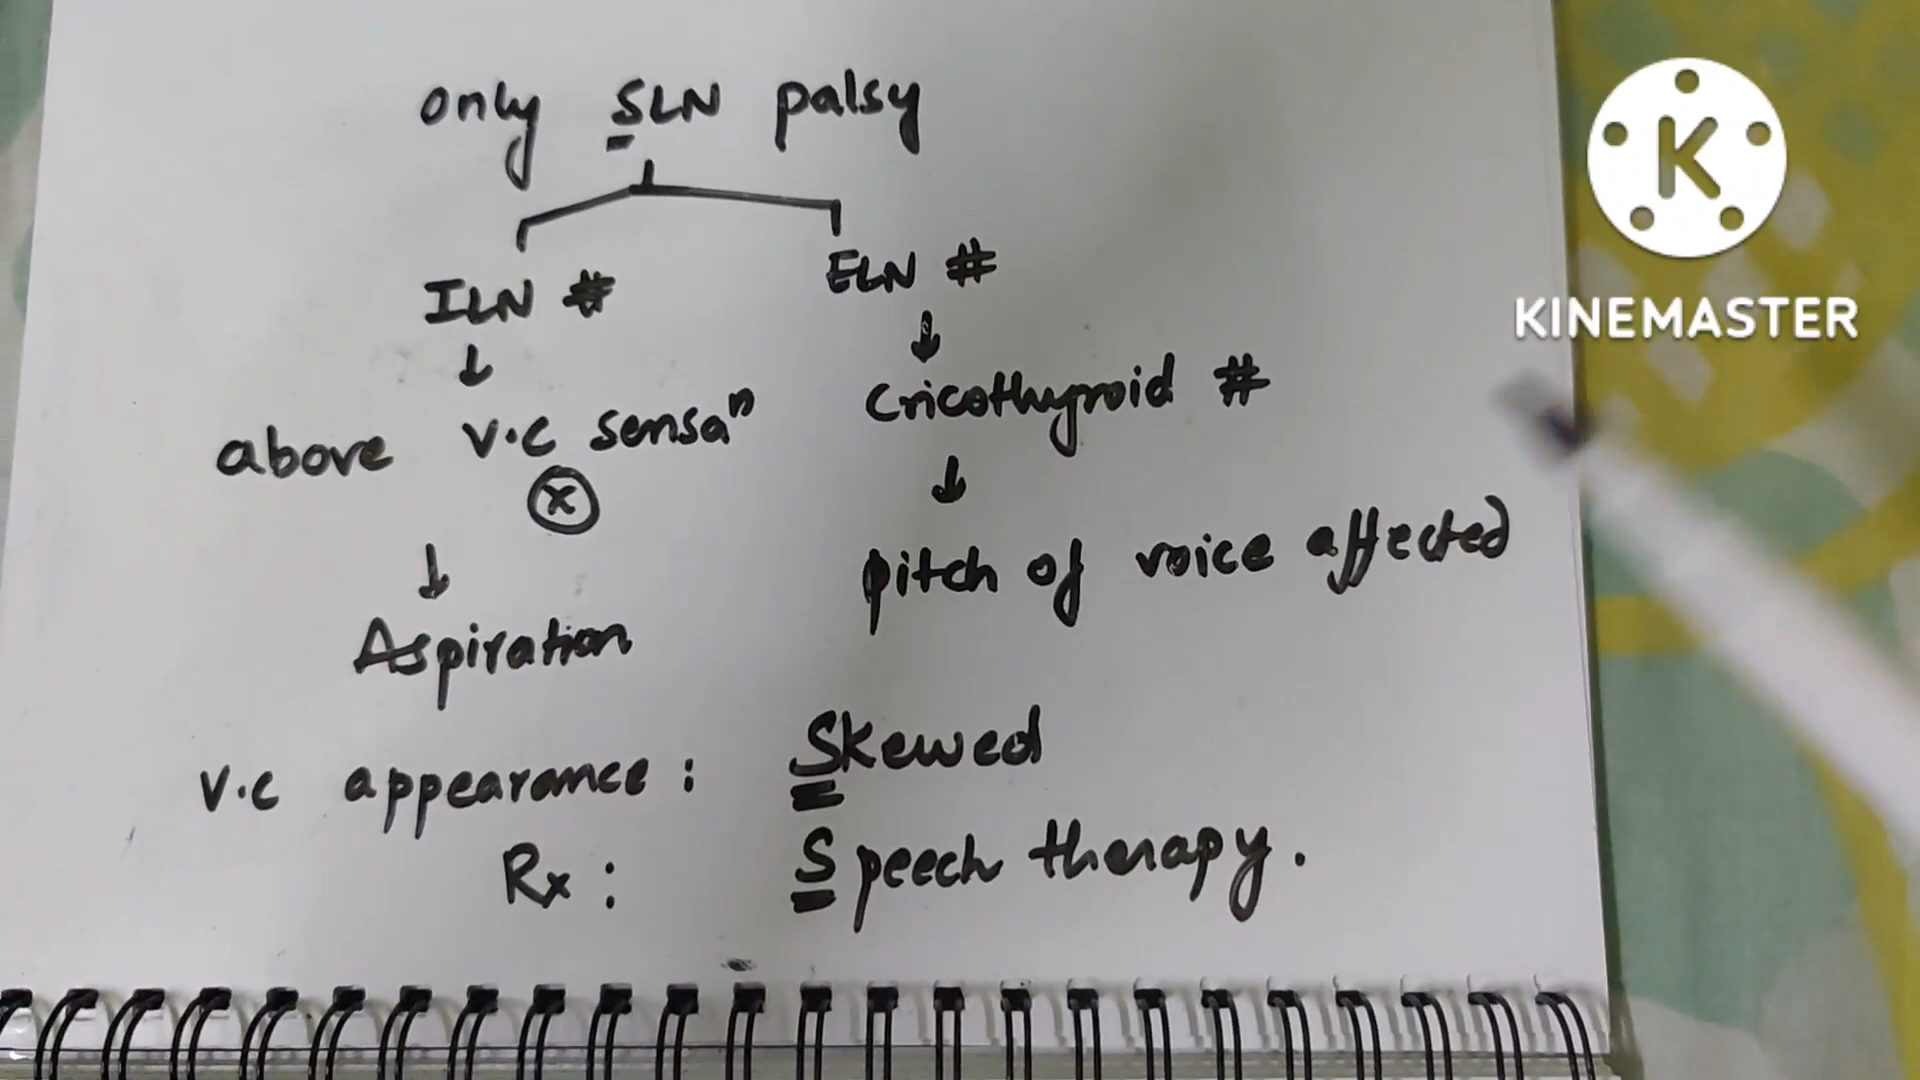 only SLN palsy
ILN #
ELN #
above v.c sensaⁿ
cricothyroid #
x
pitch of voice affected
Aspiration
v.c appearance : Skewed
Rx : Speech therapy.
K
KINEMASTER